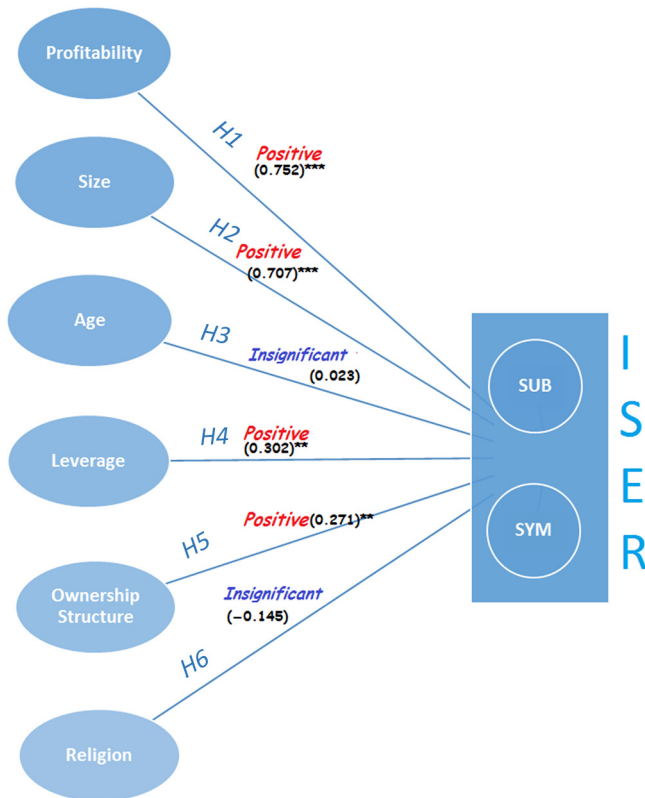 Profitability
H1
Positive
(0.752)***
Size
H2
Positive
(0.707)***
Age
H3
Insignificant
(0.023)
SUB
I
S
E
R
Leverage
H4
Positive
(0.302)**
Positive(0.271)**
H5
SYM
Ownership
Structure
Insignificant
(−0.145)
H6
Religion